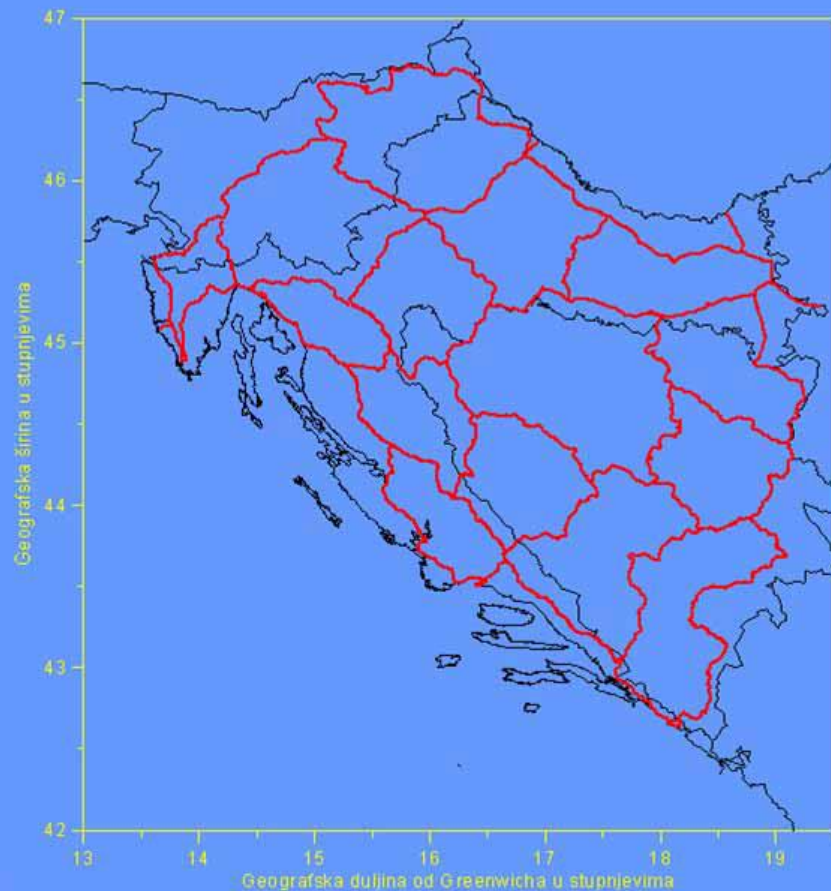 47
46
45
44
43
42
Geografska širina u stupnjevima
13 14 15 16 17 18 19
Geografska duljina od Greenwicha u stupnjevima